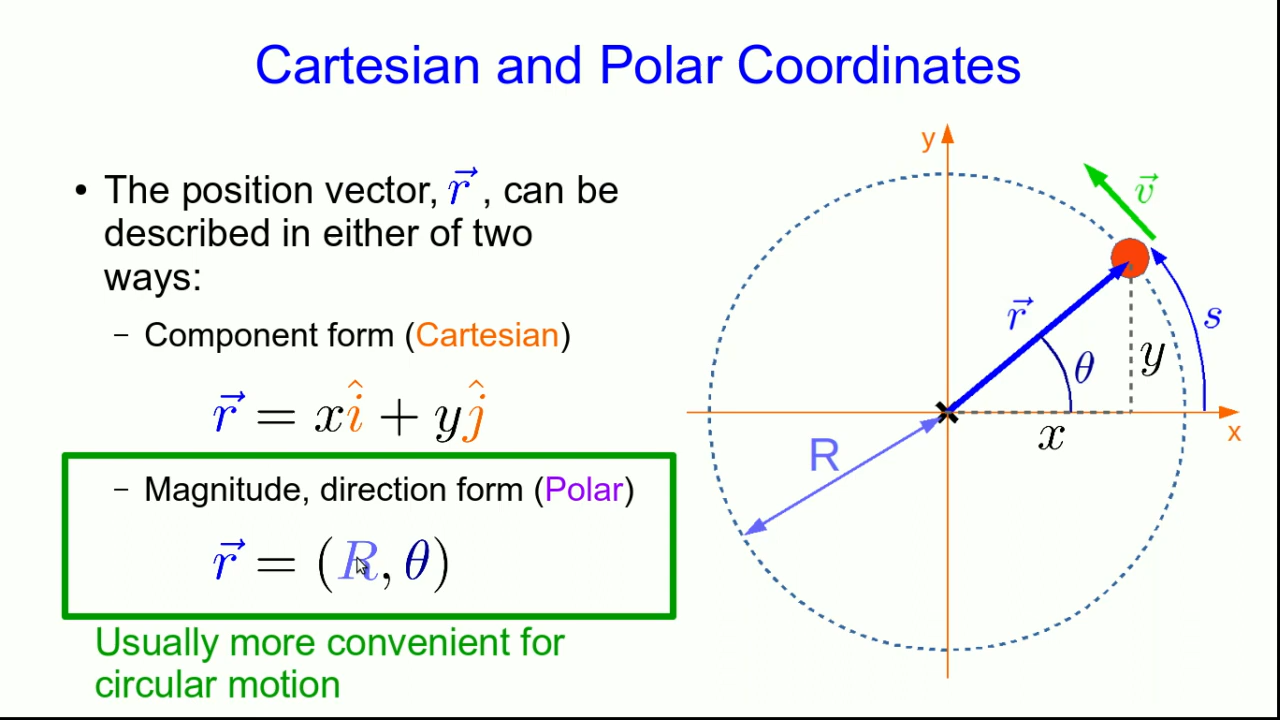 Cartesian and Polar Coordinates
• The position vector, r⃗ , can be
described in either of two
ways:
– Component form (Cartesian)
r⃗ = xî + yĵ
– Magnitude, direction form (Polar)
r⃗ = (R, θ)
Usually more convenient for
circular motion
y
v⃗
r⃗
s
θ
y
x
x
R